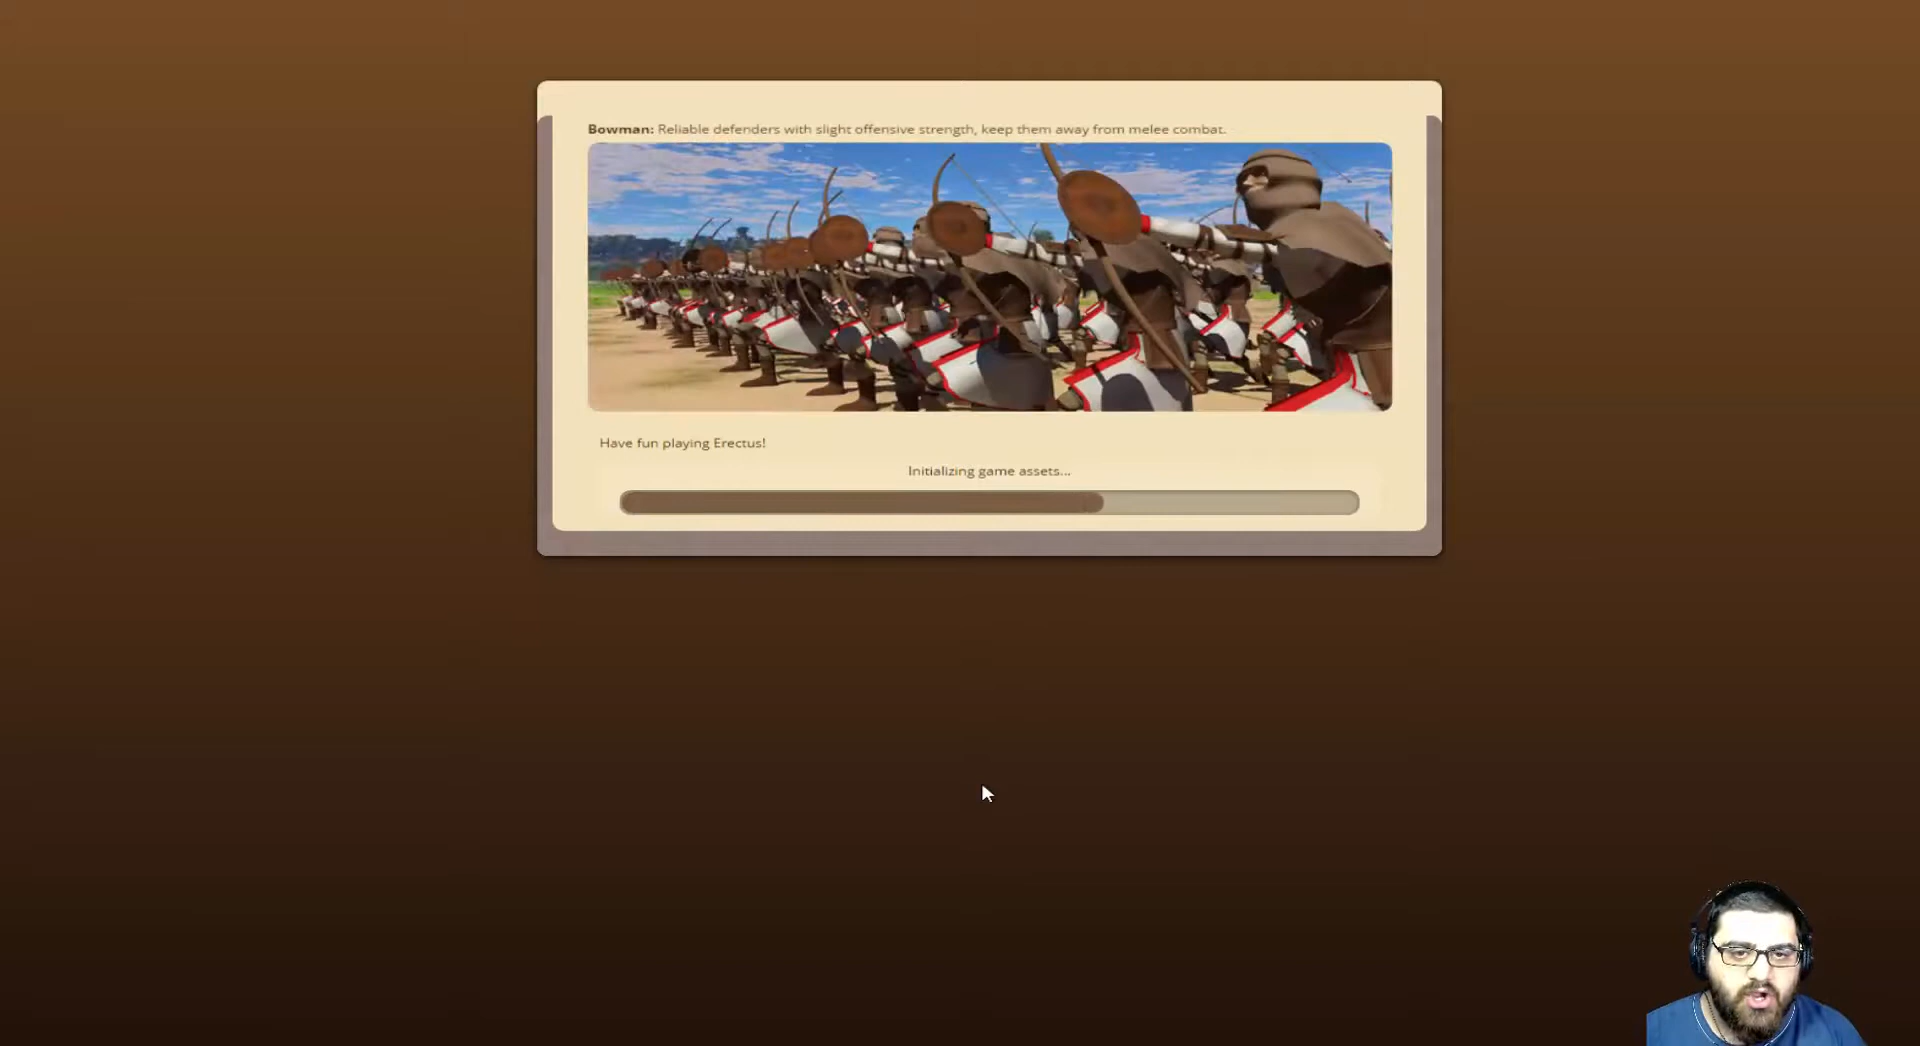 Bowman: Reliable defenders with slight offensive strength, keep them away from melee combat.
Have fun playing Erectus!
Initializing game assets...